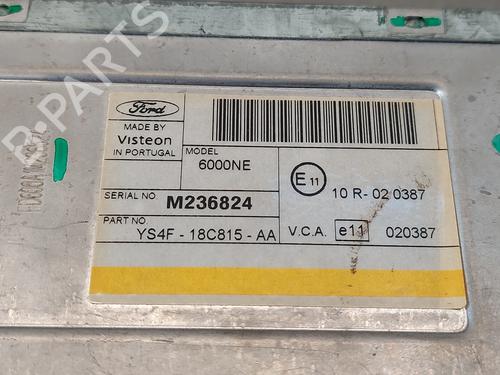 B-PARTS
Ford
MADE BY
Visteon
IN PORTUGAL
MODEL
6000NE
SERIAL NO
M236824
PART NO.
YS4F - 18C815 - AA
E 11
10 R- 02 0387
V.C.A. e11 020387